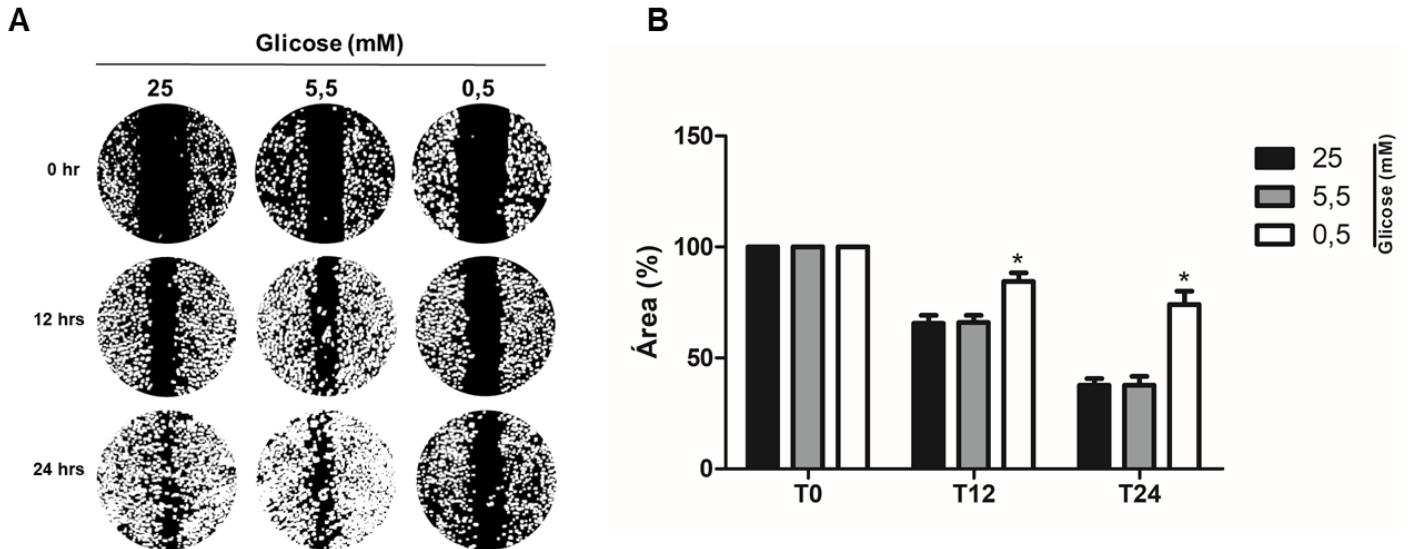 A
Glicose (mM)
25 5,5 0,5
0 hr
12 hrs
24 hrs
B
Área (%)
150
100
50
0
* *
T0 T12 T24
25
5,5
0,5
Glicose (mM)